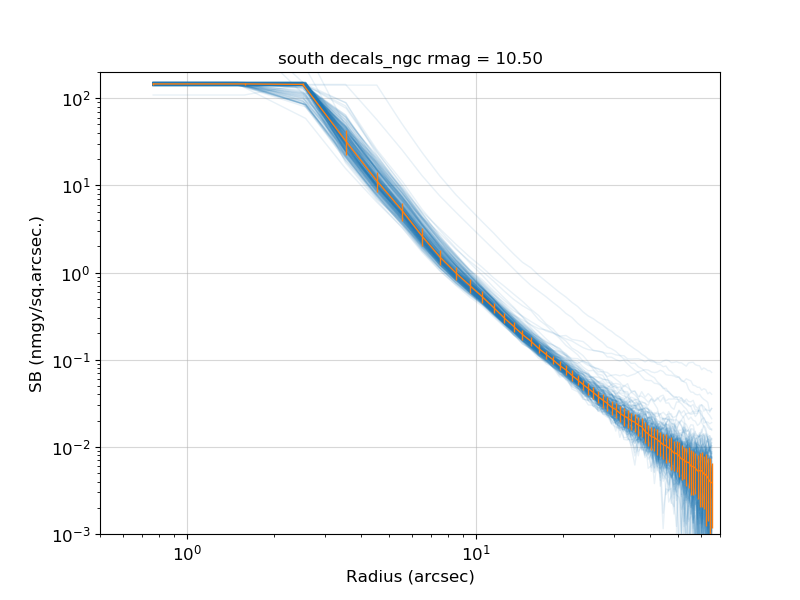 south decals_ngc rmag = 10.50
SB (nmgy/sq.arcsec.)
10²
10¹
10⁰
10⁻¹
10⁻²
10⁻³
10⁰ 10¹
Radius (arcsec)